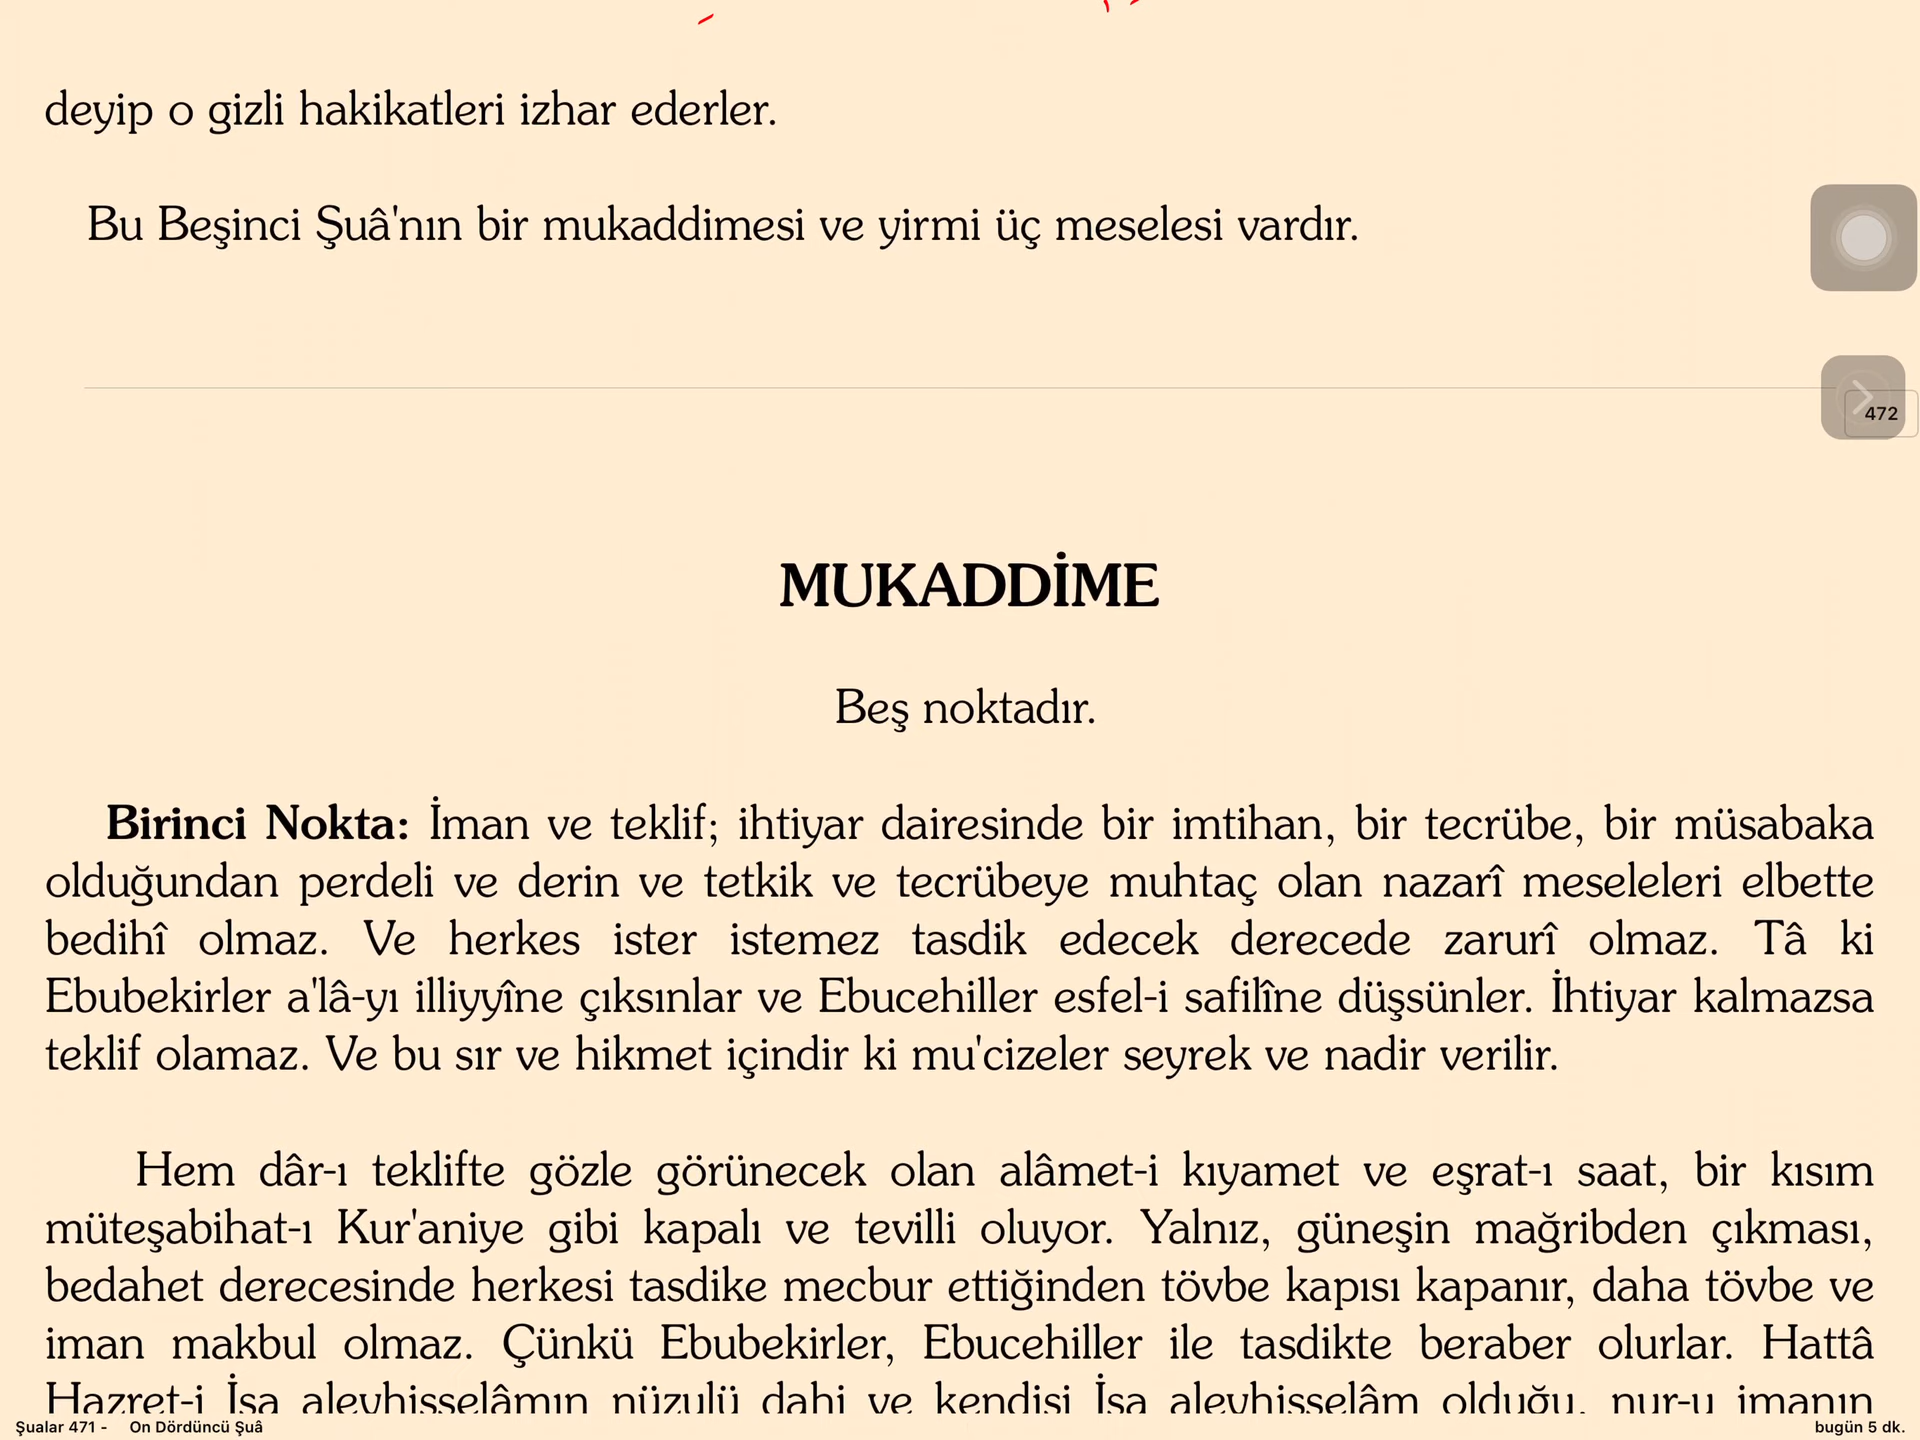 deyip o gizli hakikatleri izhar ederler.
Bu Beşinci Şuâ'nın bir mukaddimesi ve yirmi üç meselesi vardır.
472
MUKADDİME
Beş noktadır.
Birinci Nokta: İman ve teklif; ihtiyar dairesinde bir imtihan, bir tecrübe, bir müsabaka
olduğundan perdeli ve derin ve tetkik ve tecrübeye muhtaç olan nazarî meseleleri elbette
bedihî olmaz. Ve herkes ister istemez tasdik edecek derecede zarurî olmaz. Tâ ki
Ebubekirler a'lâ-yı illiyyîne çıksınlar ve Ebucehiller esfel-i safilîne düşsünler. İhtiyar kalmazsa
teklif olamaz. Ve bu sır ve hikmet içindir ki mu'cizeler seyrek ve nadir verilir.
Hem dâr-ı teklifte gözle görünecek olan alâmet-i kıyamet ve eşrat-ı saat, bir kısım
müteşabihat-ı Kur'aniye gibi kapalı ve tevilli oluyor. Yalnız, güneşin mağribden çıkması,
bedahet derecesinde herkesi tasdike mecbur ettiğinden tövbe kapısı kapanır, daha tövbe ve
iman makbul olmaz. Çünkü Ebubekirler, Ebucehiller ile tasdikte beraber olurlar. Hattâ
Hazret-i İsa aleyhisselâmın nüzulü dahi ve kendisi İsa aleyhisselâm olduğu, nur-u imanın
Şualar 471 - On Dördüncü Şuâ
bugün 5 dk.